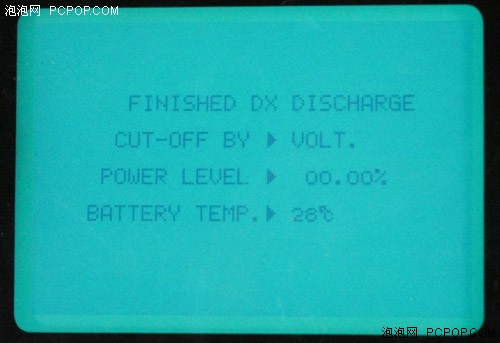 泡泡网 PCPOP.COM
FINISHED DX DISCHARGE
CUT-OFF BY ▶ VOLT.
POWER LEVEL ▶ 00.00%
BATTERY TEMP.▶ 28℃
泡泡网 PCPOP.COM